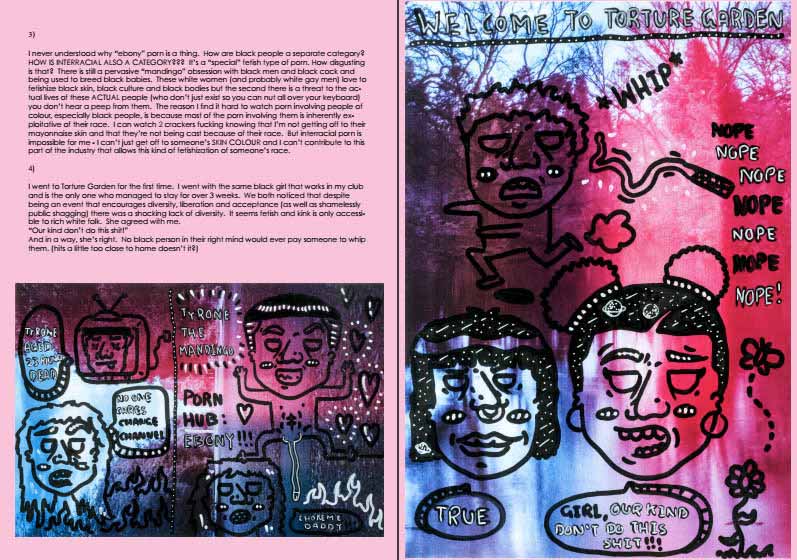 3)
I never understood why “ebony” porn is a thing.  How are black people a separate category?
HOW IS INTERRACIAL ALSO A CATEGORY???  It’s a “special” fetish type of porn. How disgusting
is that?  There is still a pervasive “mandingo” obsession with black men and black cock and
being used to breed black babies.  These white women (and probably white gay men) love to
fetishize black skin, black culture and black bodies but the second there is a threat to the ac-
tual lives of these ACTUAL people (who don’t just exist so you can nut all over your keyboard)
you don’t hear a peep from them.  The reason I find it hard to watch porn involving people of
colour, especially black people, is because most of the porn involving them is inherently ex-
ploitative of their race.  I can watch 2 crackers fucking knowing that I’m not getting off to their
mayonnaise skin and that they’re not being cast because of their race.  But interracial porn is
impossible for me - I can’t just get off to someone’s SKIN COLOUR and I can’t contribute to this
part of the industry that allows this kind of fetishization of someone’s race.
4)
I went to Torture Garden for the first time.  I went with the same black girl that works in my club
and is the only one who managed to stay for over 3 weeks.  We both noticed that despite
being an event that encourages diversity, liberation and acceptance (as well as shamelessly
public shagging) there was a shocking lack of diversity.  It seems fetish and kink is only accessi-
ble to rich white folk.  She agreed with me.
“Our kind don’t do this shit!”
And in a way, she’s right.  No black person in their right mind would ever pay someone to whip
them. (hits a little too close to home doesn’t it?)
TYRONE
AGED
23 FOUND
DEAD
NO ONE
CARES
CHANGE
CHANNEL
TYRONE
THE
MANDINGO
PORN
HUB:
EBONY!!!
CHOKE ME
DADDY
WELCOME TO TORTURE GARDEN
*WHIP*
NOPE
NOPE
NOPE
NOPE
NOPE
NOPE
NOPE!
TRUE
GIRL, OUR KIND
DON'T DO THIS
SHIT!!!